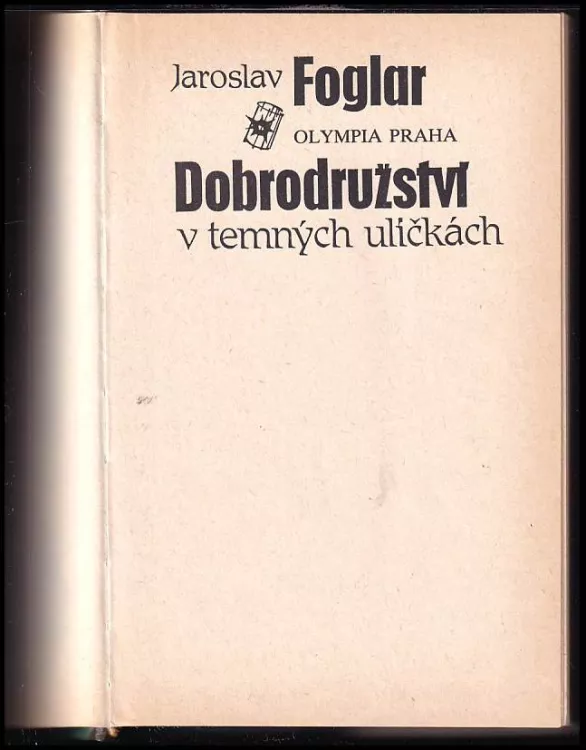 Jaroslav Foglar
OLYMPIA PRAHA
Dobrodružství
v temných uličkách